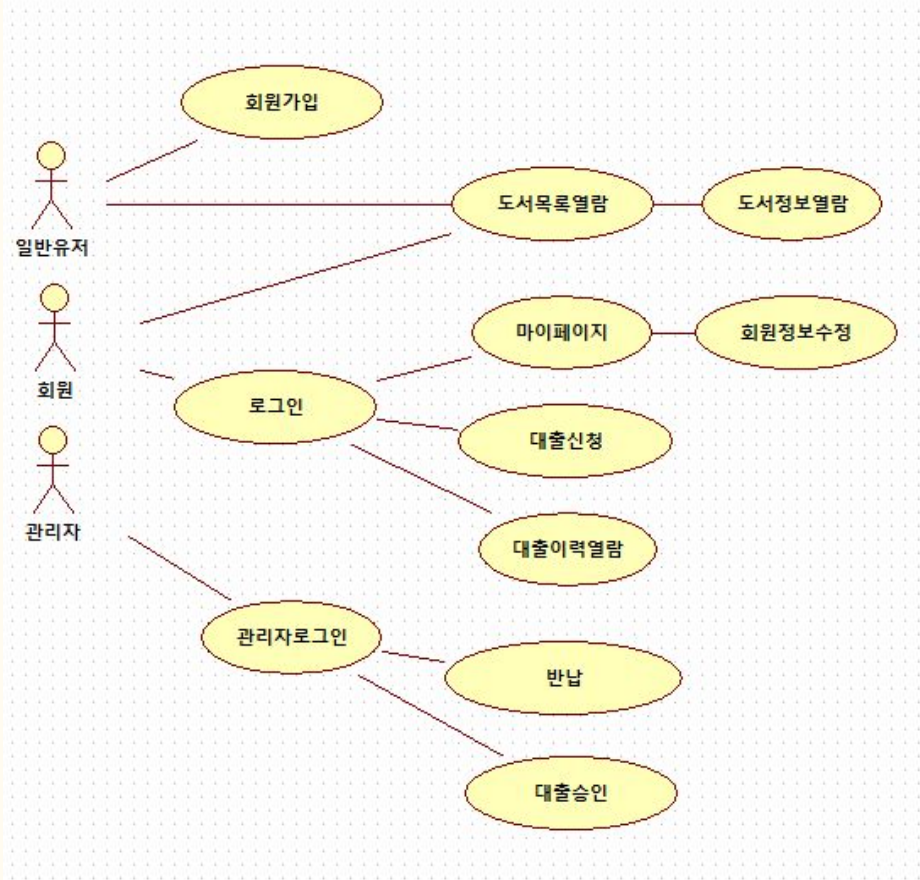 회원가입
일반유저
도서목록열람
도서정보열람
회원
마이페이지
회원정보수정
로그인
대출신청
관리자
대출이력열람
관리자로그인
반납
대출승인